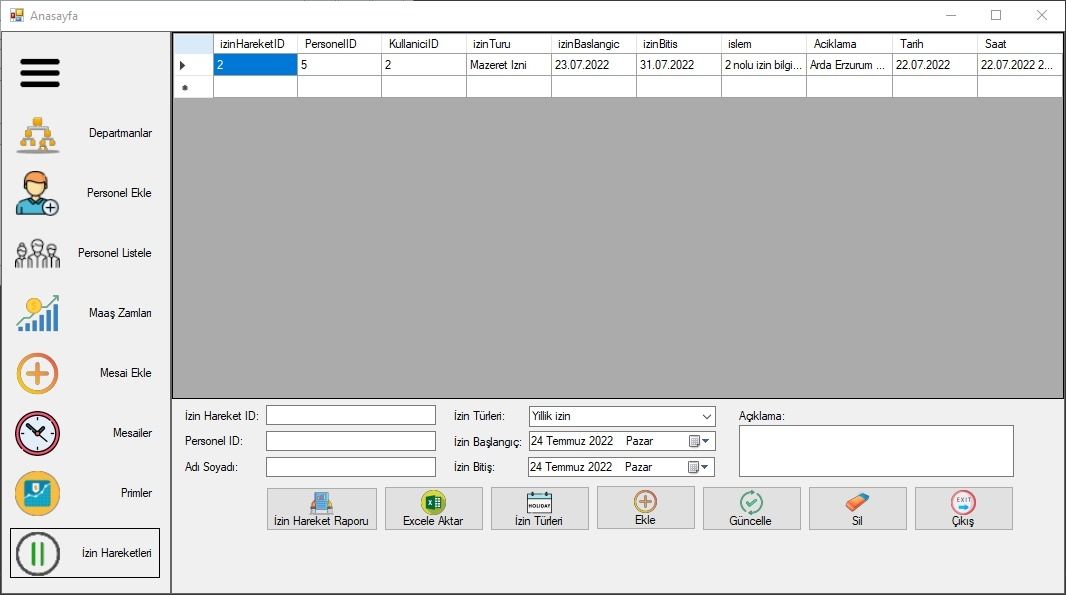 Anasayfa
izinHareketID PersonelID KullaniciID izinTuru izinBaslangic izinBitis islem Aciklama Tarih Saat
2 5 2 Mazeret Izni 23.07.2022 31.07.2022 2 nolu izin bilgi... Arda Erzurum ... 22.07.2022 22.07.2022 2...
Departmanlar
Personel Ekle
Personel Listele
Maaş Zamları
Mesai Ekle
Mesailer
Primler
İzin Hareketleri
İzin Hareket ID: İzin Türleri: Yillik izin Açıklama:
Personel ID: İzin Başlangıç: 24 Temmuz 2022 Pazar
Adı Soyadı: İzin Bitiş: 24 Temmuz 2022 Pazar
HOLIDAY EXIT
İzin Hareket Raporu Excele Aktar İzin Türleri Ekle Güncelle Sil Çıkış